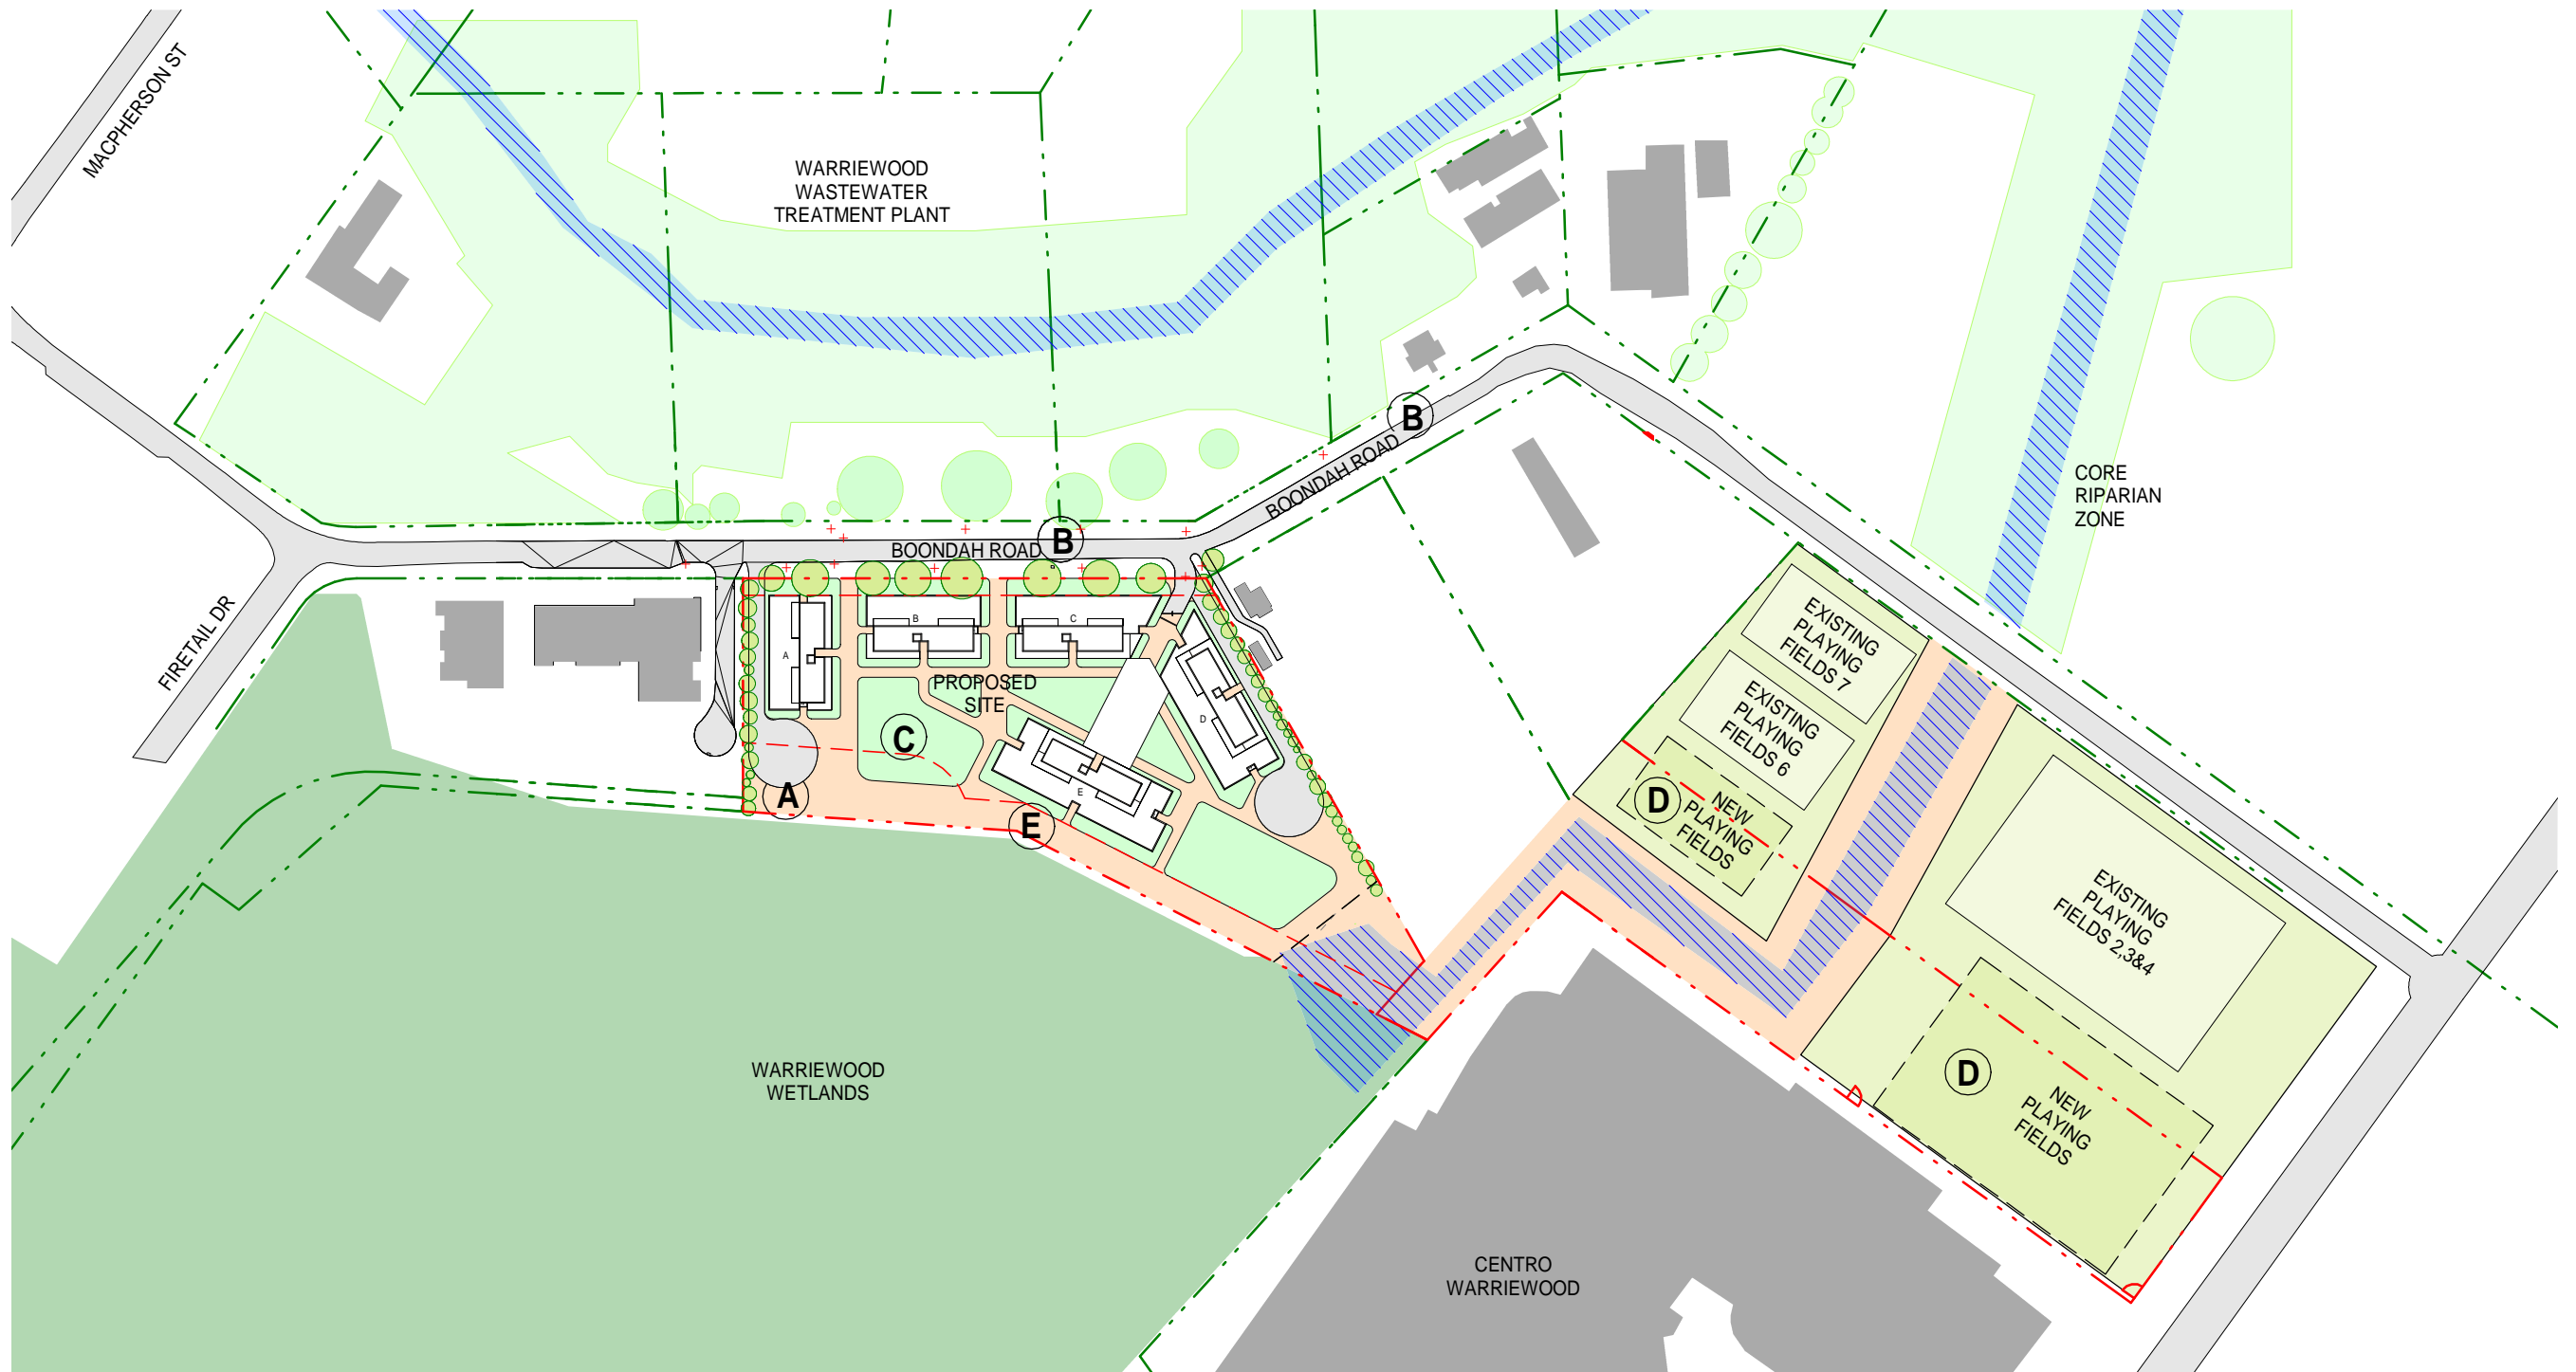 MACPHERSON ST
WARRIEWOOD
WASTEWATER
TREATMENT PLANT
B
BOONDAH ROAD
CORE
RIPARIAN
ZONE
BOONDAH ROAD
B
FIRETAIL DR
A
B
C
D
E
PROPOSED
SITE
C
A
E
EXISTING
PLAYING
FIELDS 7
EXISTING
PLAYING
FIELDS 6
D
NEW
PLAYING
FIELDS
EXISTING
PLAYING
FIELDS 2,3&4
D
NEW
PLAYING
FIELDS
WARRIEWOOD
WETLANDS
CENTRO
WARRIEWOOD